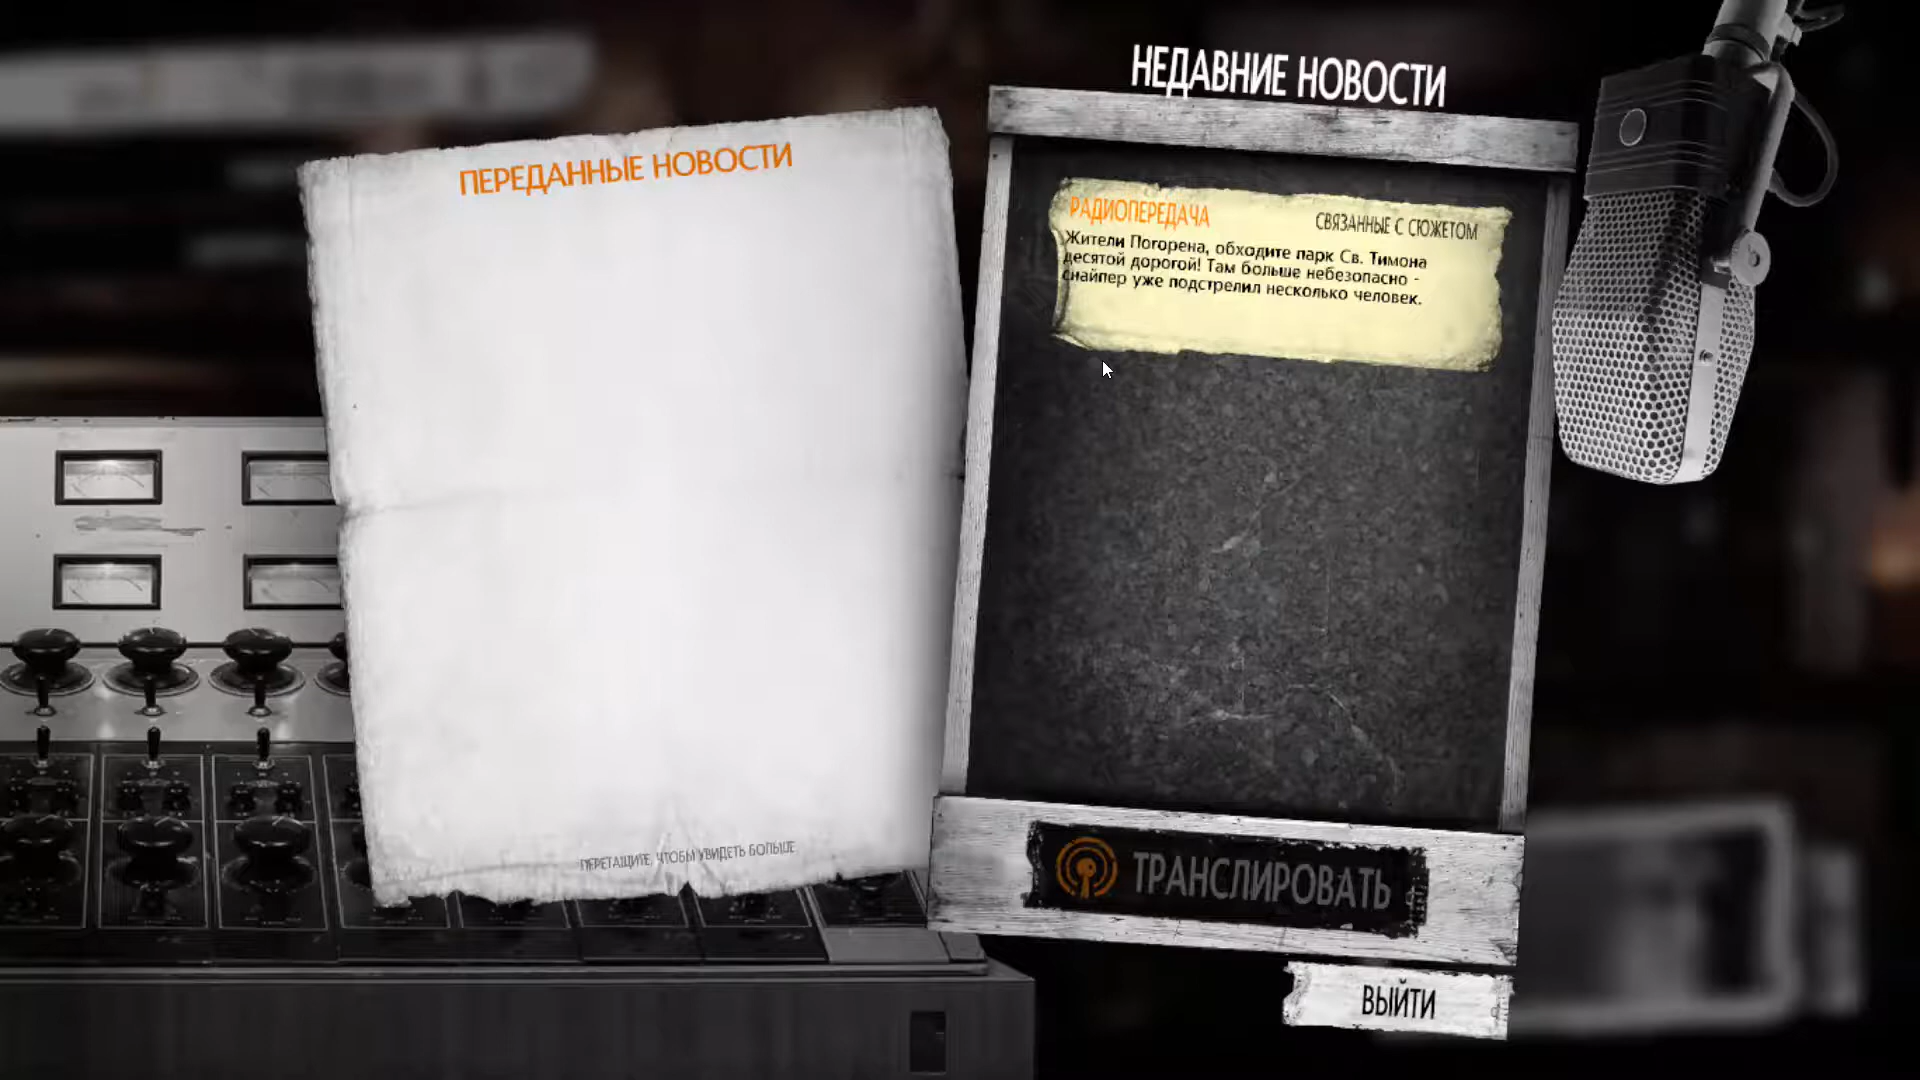 НЕДАВНИЕ НОВОСТИ
ПЕРЕДАННЫЕ НОВОСТИ
РАДИОПЕРЕДАЧА
СВЯЗАННЫЕ С СЮЖЕТОМ
Жители Погорена, обходите парк Св. Тимона
десятой дорогой! Там больше небезопасно -
снайпер уже подстрелил несколько человек.
ПЕРЕТАЩИТЕ, ЧТОБЫ УВИДЕТЬ БОЛЬШЕ
ТРАНСЛИРОВАТЬ
ВЫЙТИ